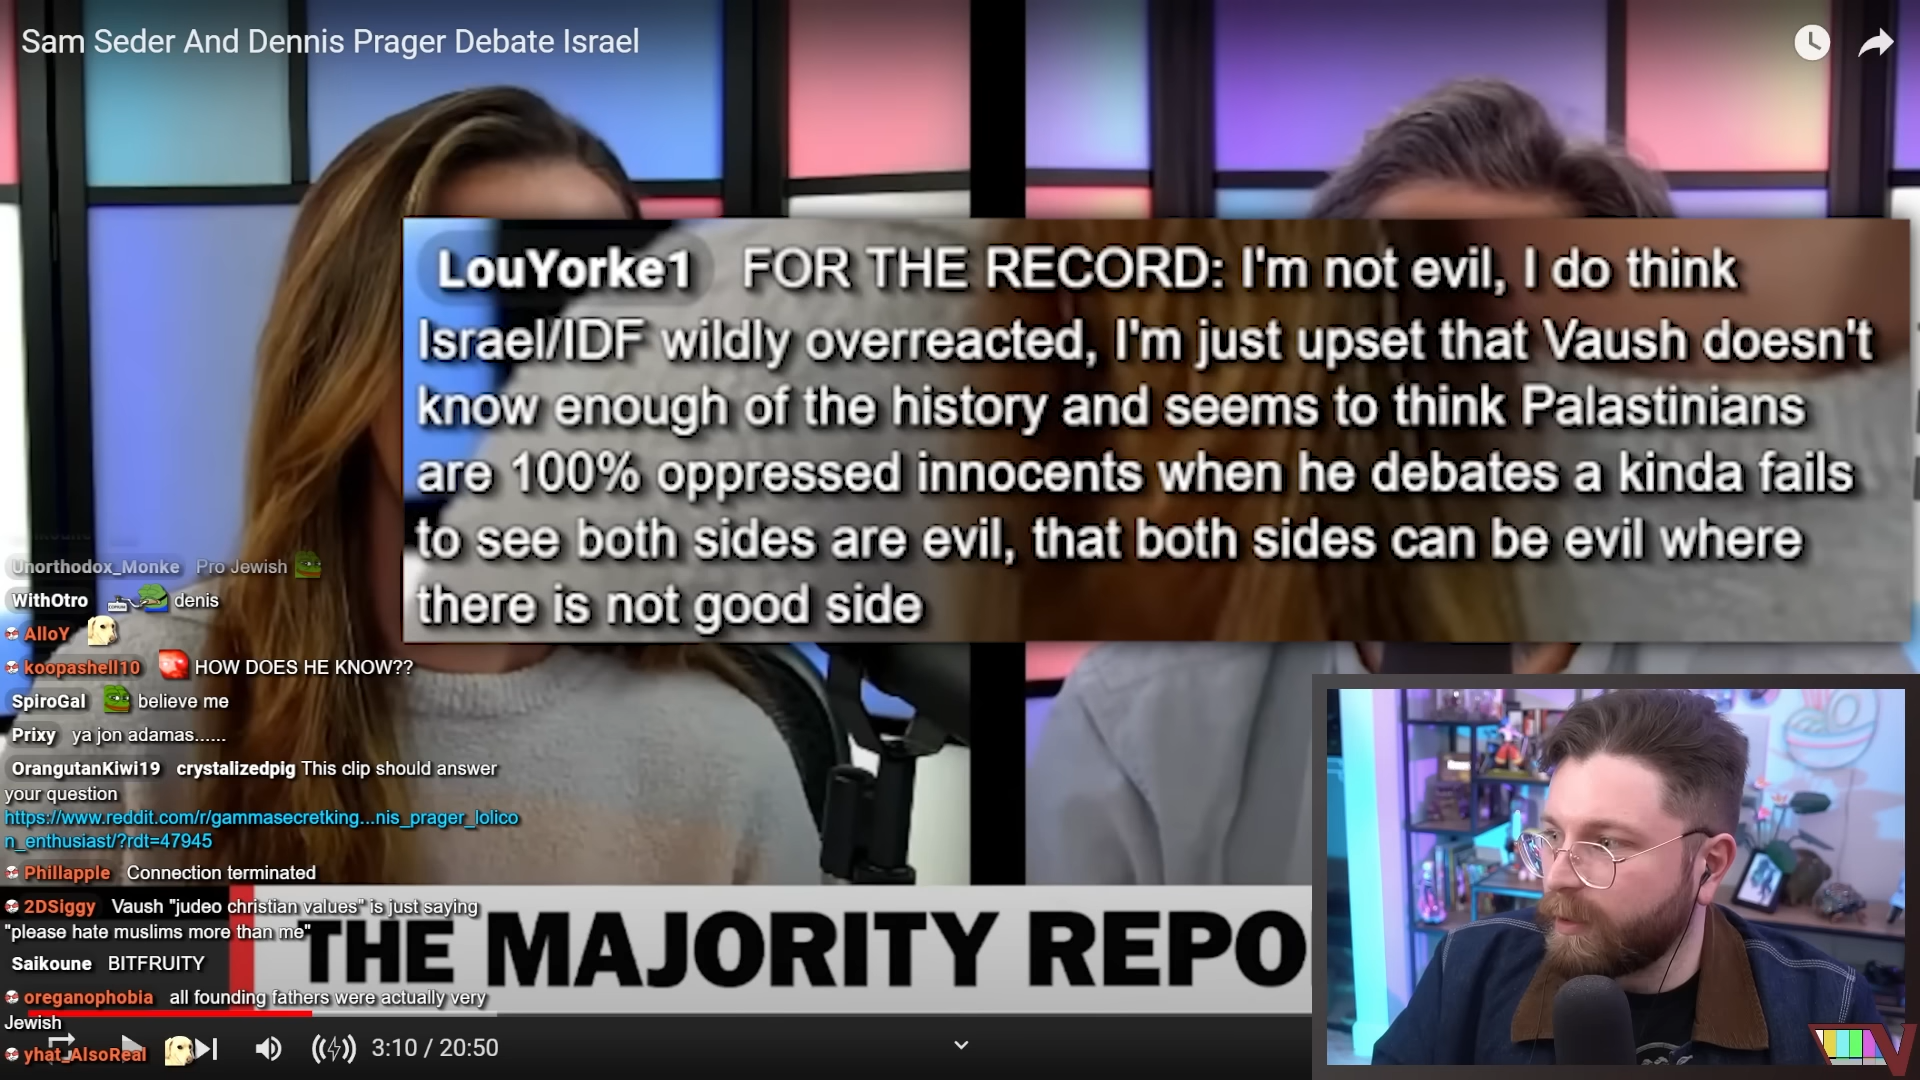 Sam Seder And Dennis Prager Debate Israel
LouYorke1 FOR THE RECORD: I'm not evil, I do think
Israel/IDF wildly overreacted, I'm just upset that Vaush doesn't
know enough of the history and seems to think Palastinians
are 100% oppressed innocents when he debates a kinda fails
to see both sides are evil, that both sides can be evil where
there is not good side
Unorthodox_Monke Pro Jewish
WithOtro denis
AlloY
koopashell10 HOW DOES HE KNOW??
SpiroGal believe me
Prixy ya jon adamas......
OrangutanKiwi19 crystalizedpig This clip should answer
your question
https://www.reddit.com/r/gammasecretking...nis_prager_lolico
n_enthusiast/?rdt=47945
Phillapple Connection terminated
2DSiggy Vaush "judeo christian values" is just saying
"please hate muslims more than me"
Saikoune BITFRUITY
oreganophobia all founding fathers were actually very
Jewish
yhat_AlsoReal
THE MAJORITY REPO
3:10 / 20:50